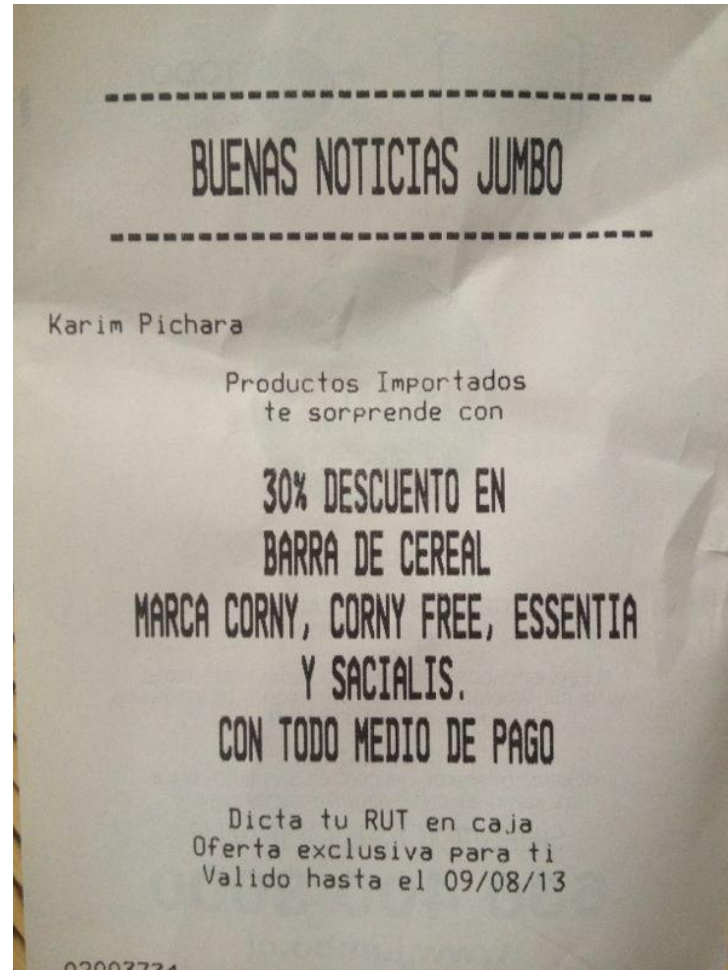 BUENAS NOTICIAS JUMBO
Karim Pichara
Productos Importados
te sorprende con
30% DESCUENTO EN
BARRA DE CEREAL
MARCA CORNY, CORNY FREE, ESSENTIA
Y SACIALIS.
CON TODO MEDIO DE PAGO
Dicta tu RUT en caja
Oferta exclusiva para ti
Valido hasta el 09/08/13